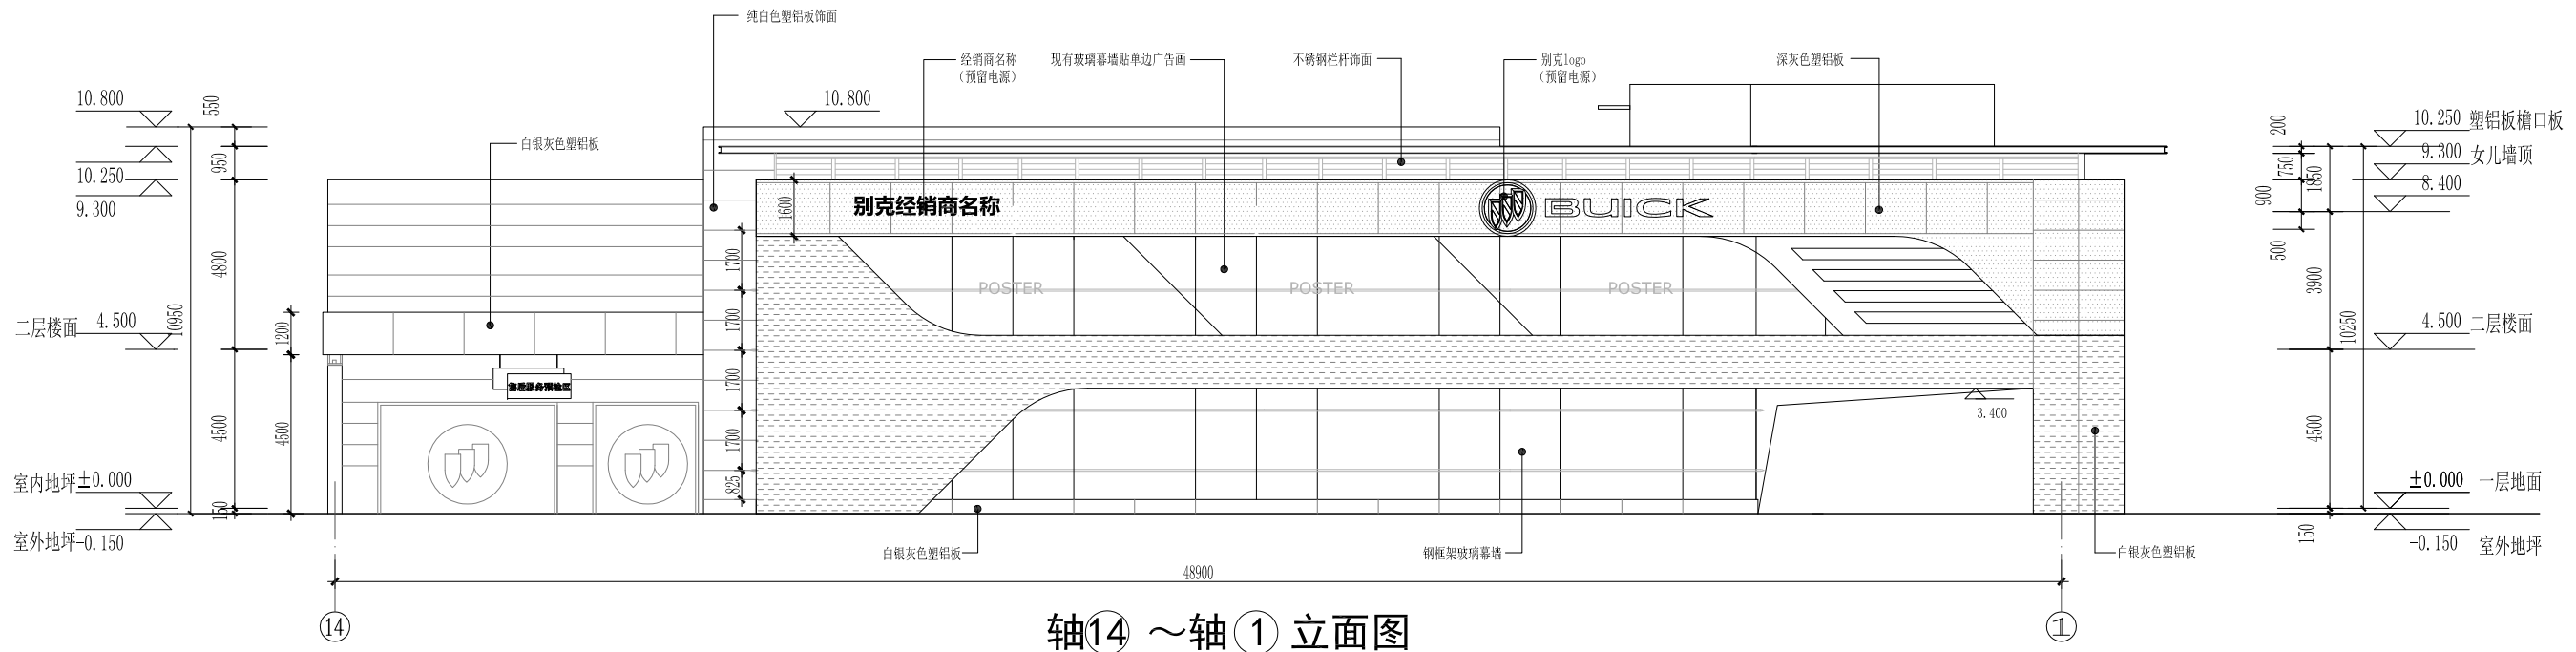 纯白色塑铝板饰面
经销商名称
（预留电源）
现有玻璃幕墙贴单边广告画
不锈钢栏杆饰面
别克logo
（预留电源）
深灰色塑铝板
10.800
550
10.800
10.250 塑铝板檐口板
200
白银灰色塑铝板
950
10.250
9.300
9.300 女儿墙顶
750
1850
8.400
900
别克经销商名称
BUICK
1600
4800
1700
500
3900
POSTER
POSTER
POSTER
二层楼面 4.500
10950
1200
1700
10250
4.500 二层楼面
售后服务预检区
1700
3.400
4500
4500
1700
4500
室内地坪±0.000
825
±0.000 一层地面
150
室外地坪-0.150
150
-0.150 室外地坪
白银灰色塑铝板
钢框架玻璃幕墙
白银灰色塑铝板
48900
14
1
轴14 ～轴1 立面图